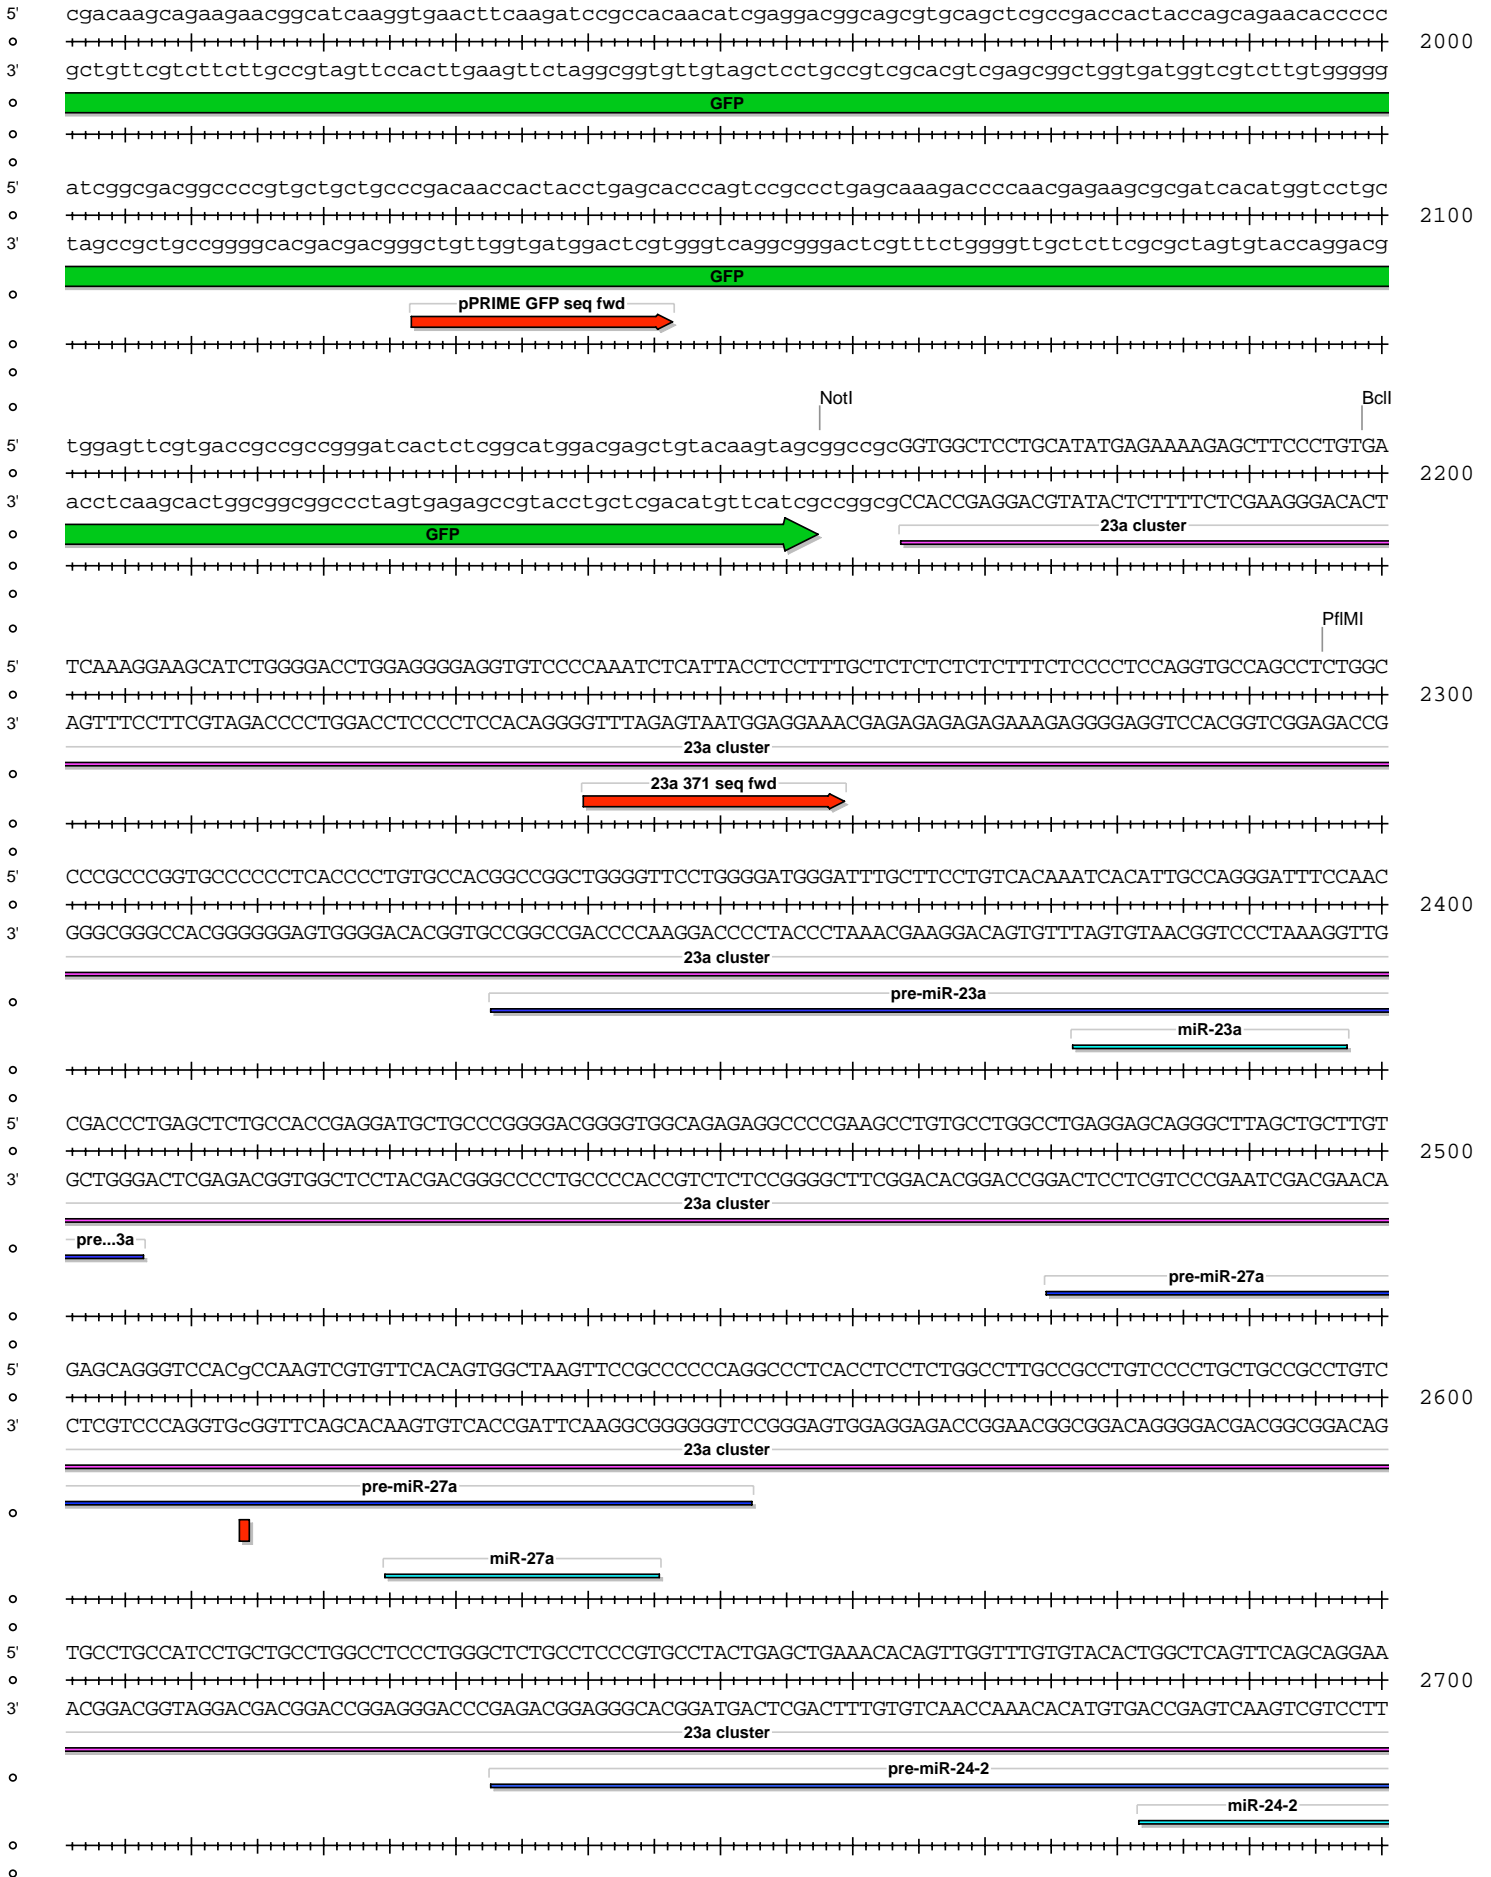 5' cgacaagcagaagaacggcatcaaggtgaacttcaagatccgccacaacatcgaggacggcagcgtgcagctcgccgaccactaccagcagaacaccccc
2000
3' gctgttcgtcttcttgccgtagttccacttgaagttctaggcggtgttgtagctcctgccgtcgcacgtcgagcggctggtgatggtcgtcttgtggggg
GFP
5' atcggcgacggccccgtgctgctgcccgacaaccactacctgagcacccagtccgccctgagcaaagaccccaacgagaagcgcgatcacatggtcctgc
2100
3' tagccgctgccggggcacgacgacgggctgttggtgatggactcgtgggtcaggcgggactcgtttctggggttgctcttcgcgctagtgtaccaggacg
GFP
pPRIME GFP seq fwd
NotI BclI
5' tggagttcgtgaccgccgccgggatcactctcggcatggacgagctgtacaagtagcggccgcGGTGGCTCCTGCATATGAGAAAAGAGCTTCCCTGTGA
2200
3' acctcaagcactggcggcggccctagtgagagccgtacctgctcgacatgttcatcgccggcgCCACCGAGGACGTATACTCTTTTCTCGAAGGGACACT
GFP 23a cluster
PflMI
5' TCAAAGGAAGCATCTGGGGACCTGGAGGGGAGGTGTCCCCAAATCTCATTACCTCCTTTGCTCTCTCTCTCTTTCTCCCCTCCAGGTGCCAGCCTCTGGC
2300
3' AGTTTCCTTCGTAGACCCCTGGACCTCCCCTCCACAGGGGTTTAGAGTAATGGAGGAAACGAGAGAGAGAGAAAGAGGGGAGGTCCACGGTCGGAGACCG
23a cluster
23a 371 seq fwd
5' CCCGCCCGGTGCCCCCCTCACCCCTGTGCCACGGCCGGCTGGGGTTCCTGGGGATGGGATTTGCTTCCTGTCACAAATCACATTGCCAGGGATTTCCAAC
2400
3' GGGCGGGCCACGGGGGGAGTGGGGACACGGTGCCGGCCGACCCCAAGGACCCCTACCCTAAACGAAGGACAGTGTTTAGTGTAACGGTCCCTAAAGGTTG
23a cluster
pre-miR-23a
miR-23a
5' CGACCCTGAGCTCTGCCACCGAGGATGCTGCCCGGGGACGGGGTGGCAGAGAGGCCCCGAAGCCTGTGCCTGGCCTGAGGAGCAGGGCTTAGCTGCTTGT
2500
3' GCTGGGACTCGAGACGGTGGCTCCTACGACGGGCCCCTGCCCCACCGTCTCTCCGGGGCTTCGGACACGGACCGGACTCCTCGTCCCGAATCGACGAACA
23a cluster
pre...3a
pre-miR-27a
5' GAGCAGGGTCCACgCCAAGTCGTGTTCACAGTGGCTAAGTTCCGCCCCCCAGGCCCTCACCTCCTCTGGCCTTGCCGCCTGTCCCCTGCTGCCGCCTGTC
2600
3' CTCGTCCCAGGTGcGGTTCAGCACAAGTGTCACCGATTCAAGGCGGGGGGTCCGGGAGTGGAGGAGACCGGAACGGCGGACAGGGGACGACGGCGGACAG
23a cluster
pre-miR-27a
miR-27a
5' TGCCTGCCATCCTGCTGCCTGGCCTCCCTGGGCTCTGCCTCCCGTGCCTACTGAGCTGAAACACAGTTGGTTTGTGTACACTGGCTCAGTTCAGCAGGAA
2700
3' ACGGACGGTAGGACGACGGACCGGAGGGACCCGAGACGGAGGGCACGGATGACTCGACTTTGTGTCAACCAAACACATGTGACCGAGTCAAGTCGTCCTT
23a cluster
pre-miR-24-2
miR-24-2